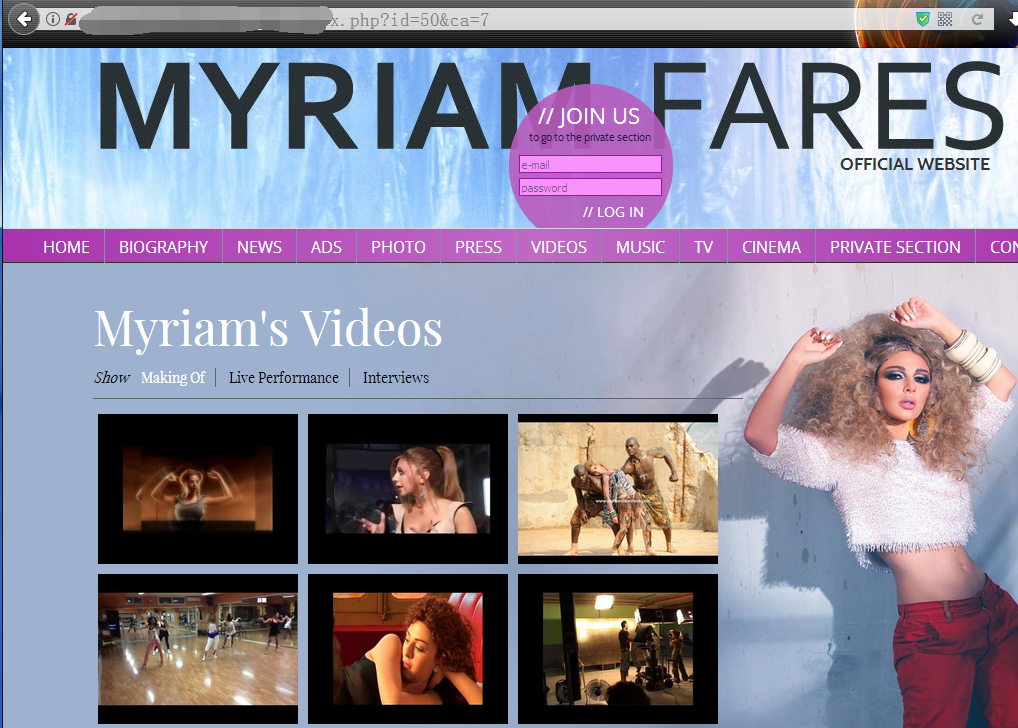 x.php?id=50&ca=7
MYRIAM FARES
OFFICIAL WEBSITE
// JOIN US
to go to the private section
e-mail
password
// LOG IN
HOME BIOGRAPHY NEWS ADS PHOTO PRESS VIDEOS MUSIC TV CINEMA PRIVATE SECTION CON
Myriam's Videos
Show Making Of Live Performance Interviews